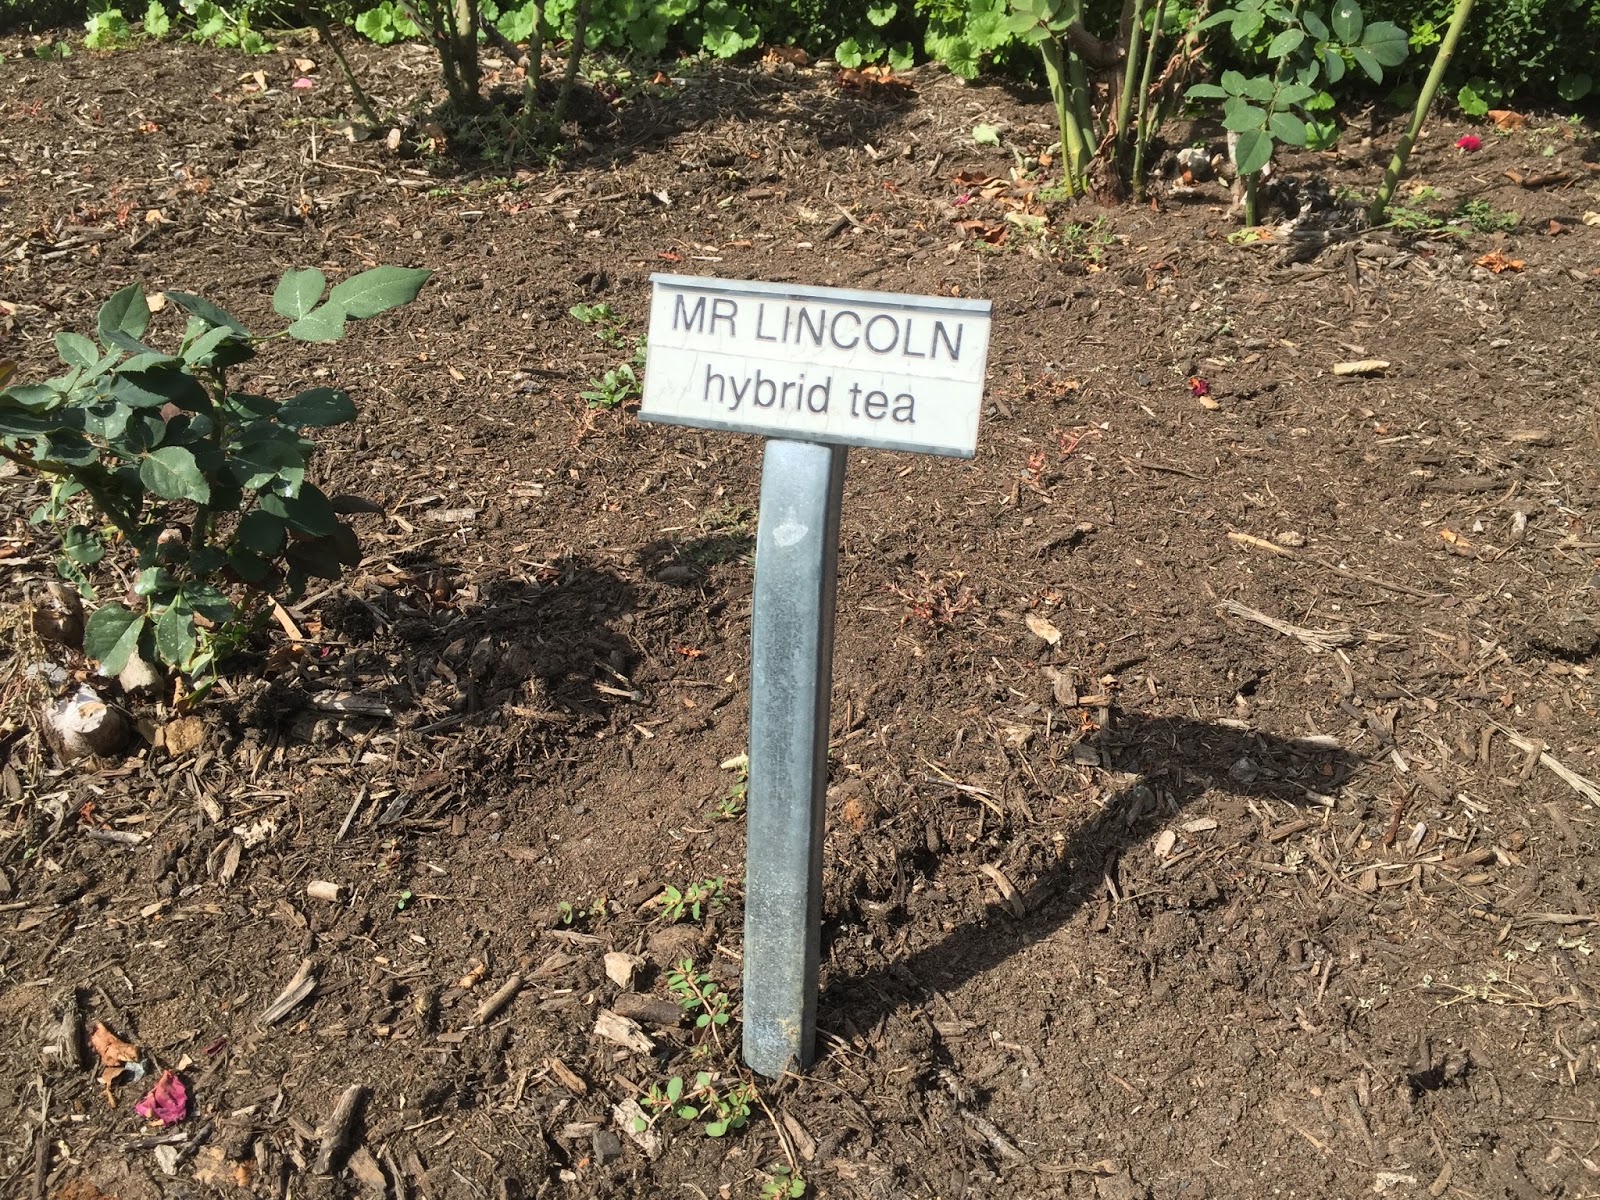 MR LINCOLN
hybrid tea